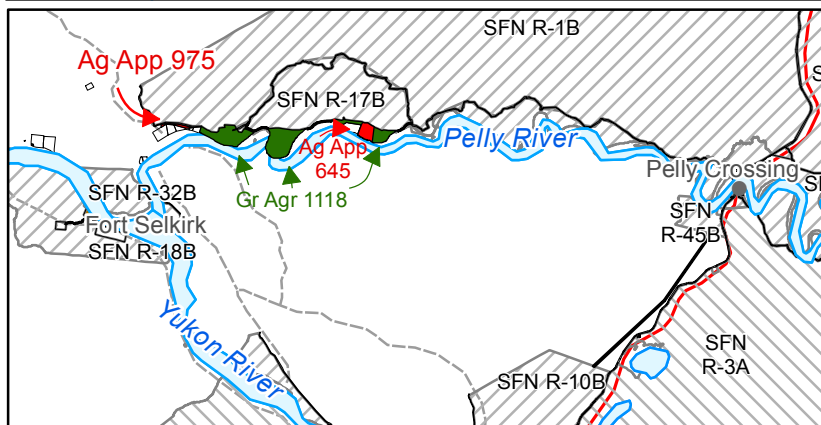 SFN R-1B
Ag App 975
SFN R-17B
Pelly River
Ag App
645
Pelly Crossing
Gr Agr 1118
SFN R-32B
Fort Selkirk
SFN R-18B
SFN
R-45B
Yukon River
SFN R-10B
SFN
R-3A